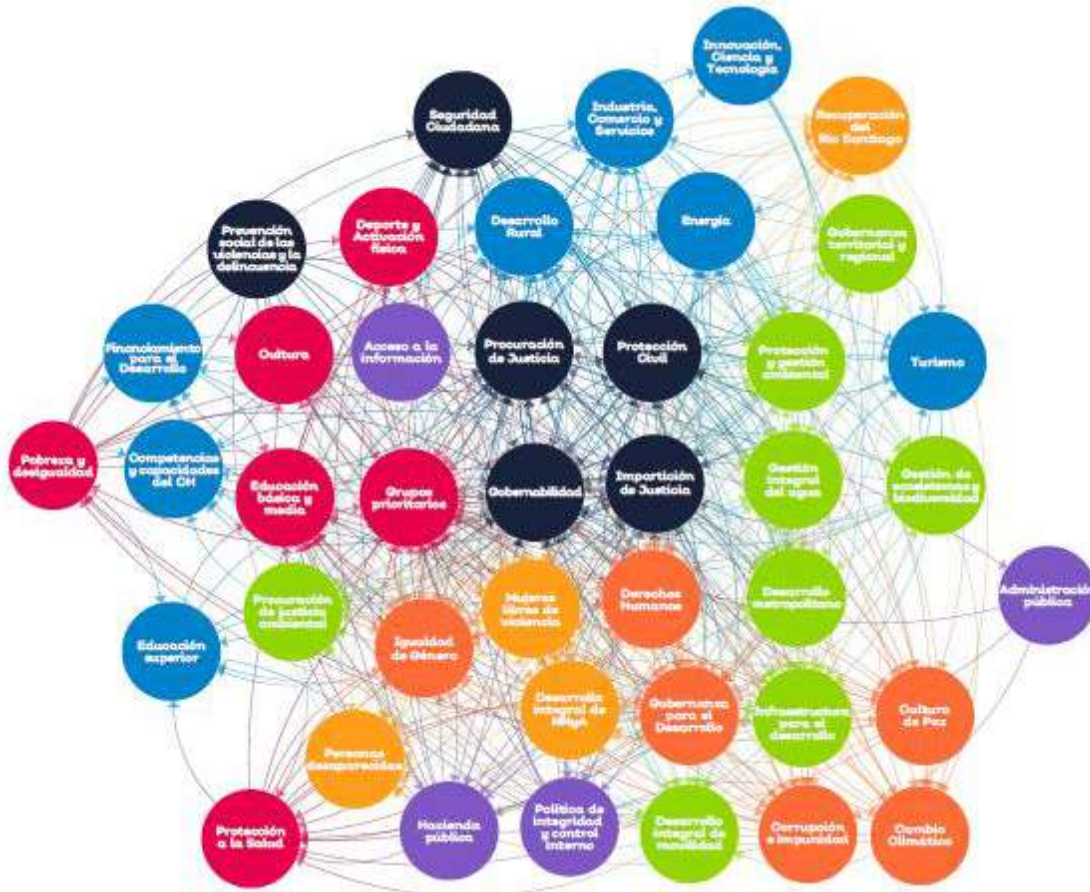 Innovación,
Ciencia y
Tecnología
Seguridad
Ciudadana
Industria,
Comercio y
Servicios
Recuperación
del
Río Santiago
Prevención
social de las
violencias y la
delincuencia
Deporte y
Activación
física
Desarrollo
Rural
Energía
Gobernanza
territorial y
regional
Financiamiento
para el
Desarrollo
Cultura
Acceso a la
información
Procuración
de Justicia
Protección
Civil
Protección
y gestión
ambiental
Turismo
Pobreza y
desigualdad
Competencias
y capacidades
del CH
Educación
básica y
media
Grupos
prioritarios
Gobernabilidad
Impartición
de Justicia
Gestión
integral
del agua
Gestión de
ecosistemas y
biodiversidad
Procuración
de justicia
ambiental
Mujeres
libres de
violencia
Derechos
Humanos
Desarrollo
metropolitano
Administración
pública
Educación
superior
Igualdad
de Género
Desarrollo
integral de
NNyA
Gobernanza
para el
Desarrollo
Infraestructura
para el
desarrollo
Cultura
de Paz
Personas
desaparecidas
Protección
a la Salud
Hacienda
pública
Política de
integridad
y control
interno
Desarrollo
integral de
movilidad
Corrupción
e impunidad
Cambio
Climático